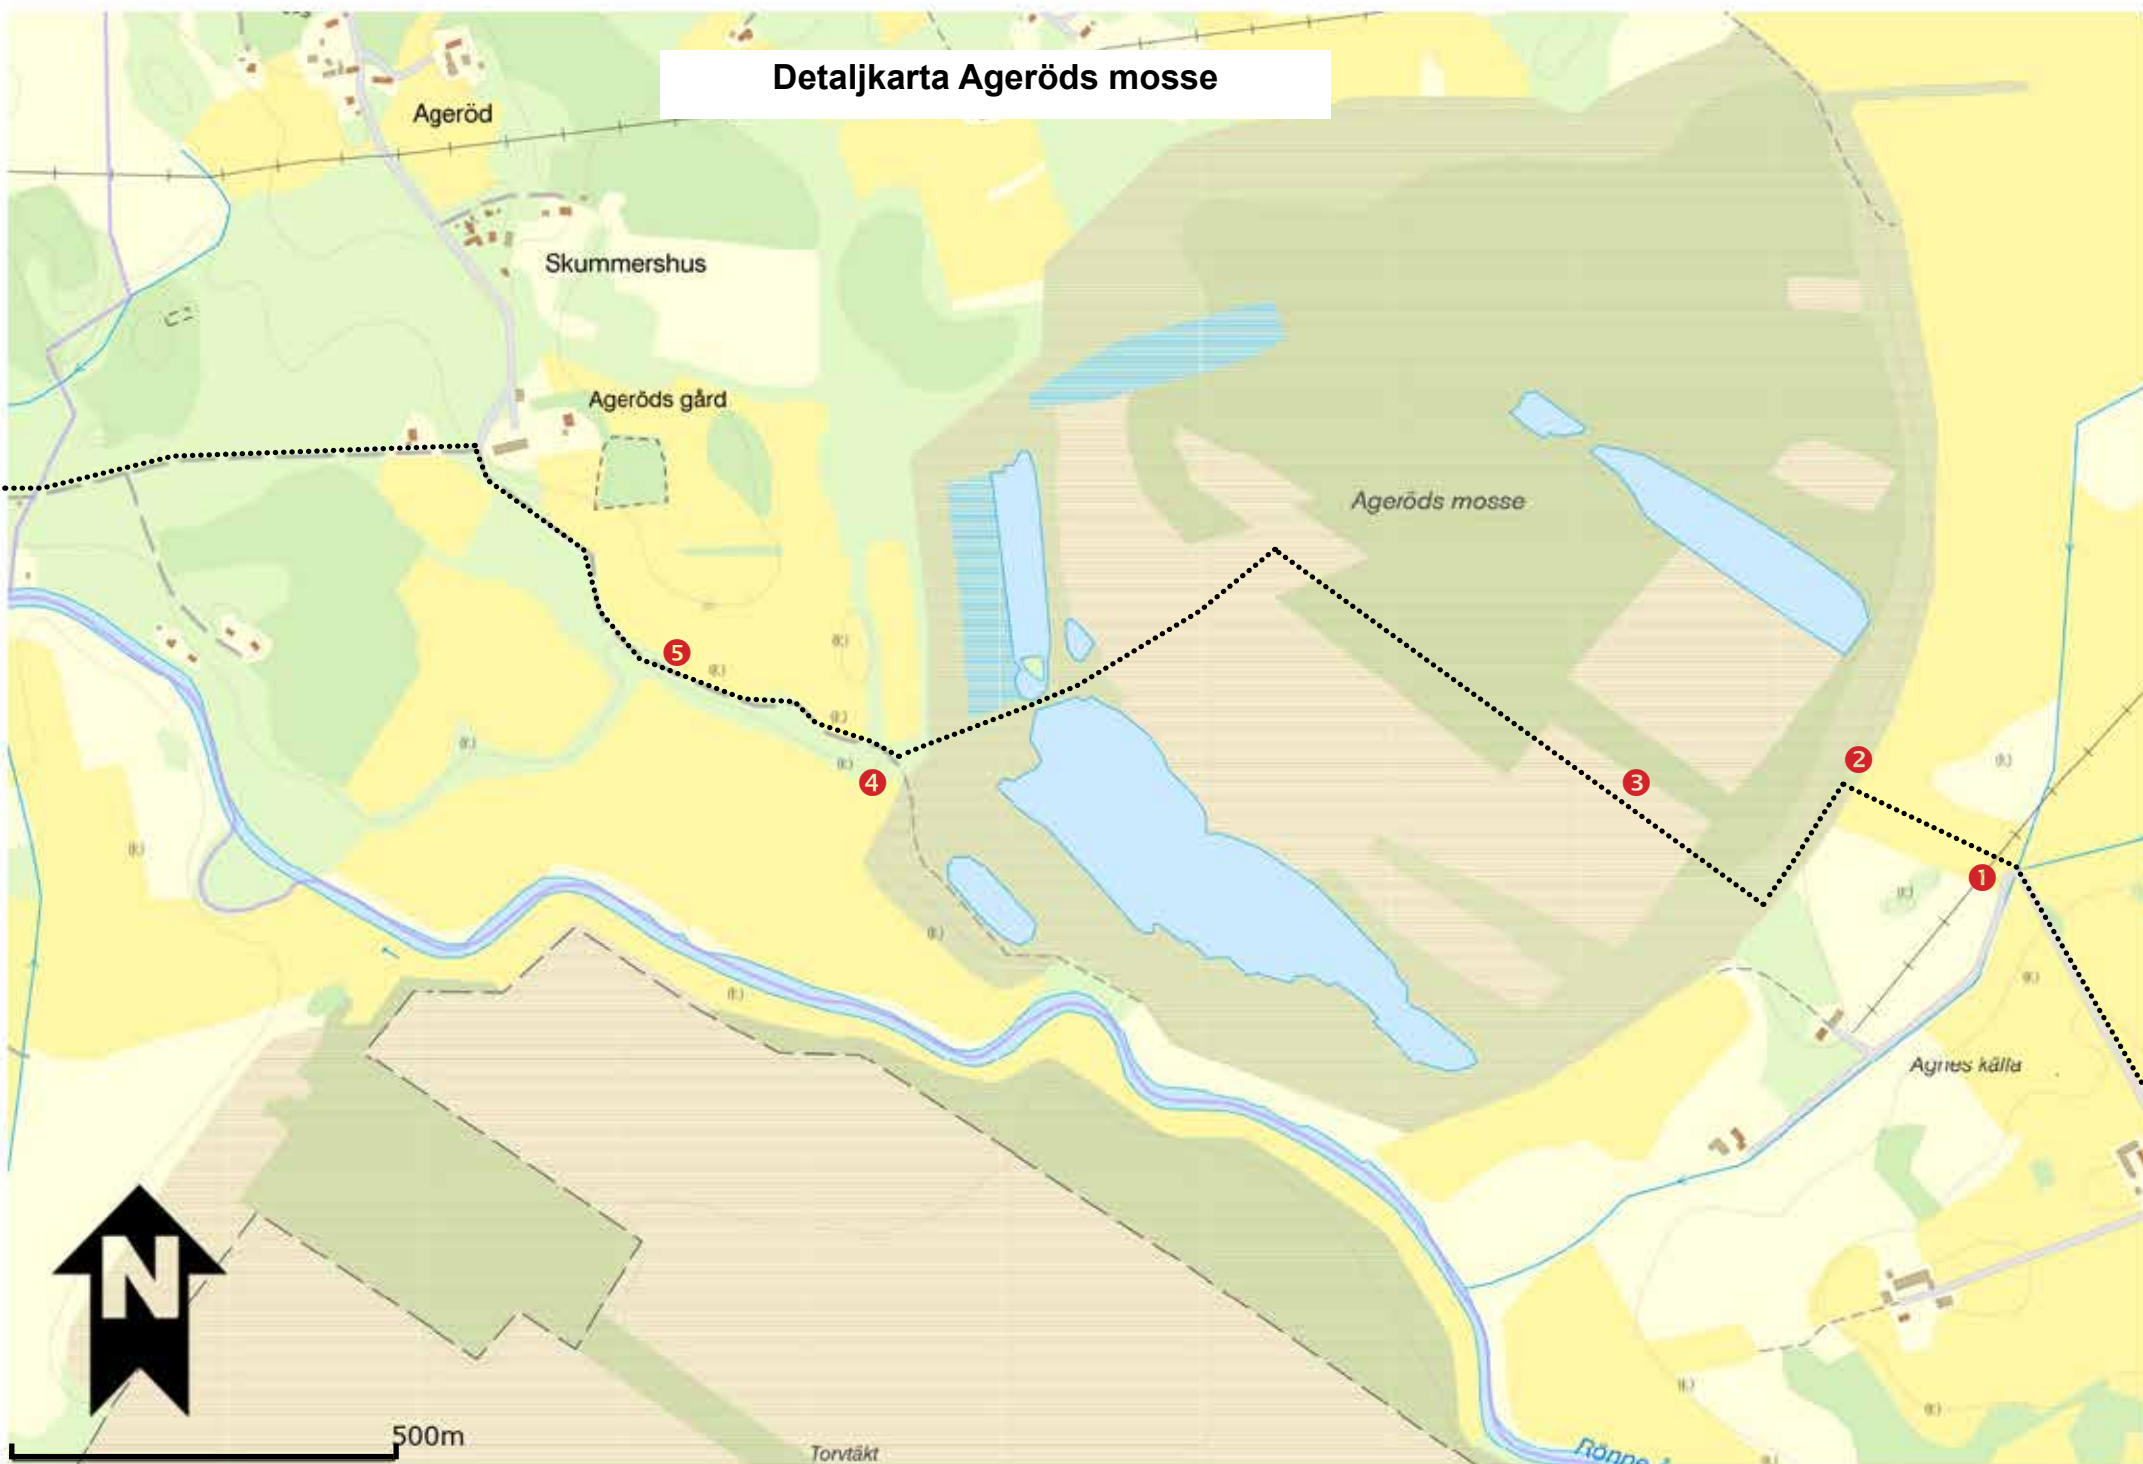 Detaljkarta Ageröds mosse
Ageröd
Skummershus
Ageröds gård
Ageröds mosse
5
2
4
3
1
Agnes källa
N
500m
Torvtäkt